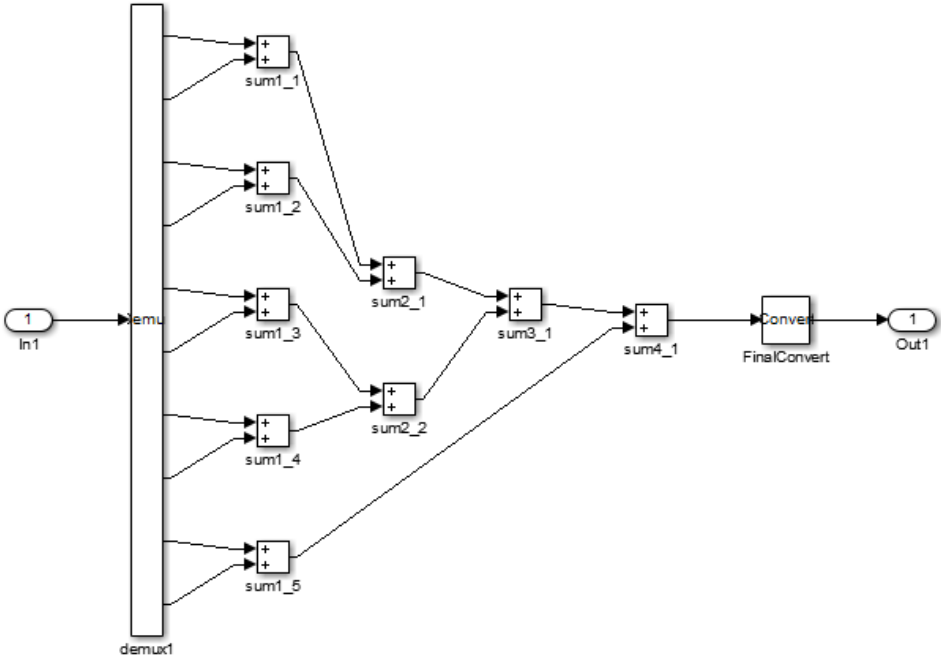 +
+
sum1_1
+
+
sum1_2
+
+
sum2_1
1
In1
Demu
+
+
sum1_3
+
+
sum3_1
+
+
sum4_1
Convert
FinalConvert
1
Out1
+
+
sum2_2
+
+
sum1_4
+
+
sum1_5
demux1